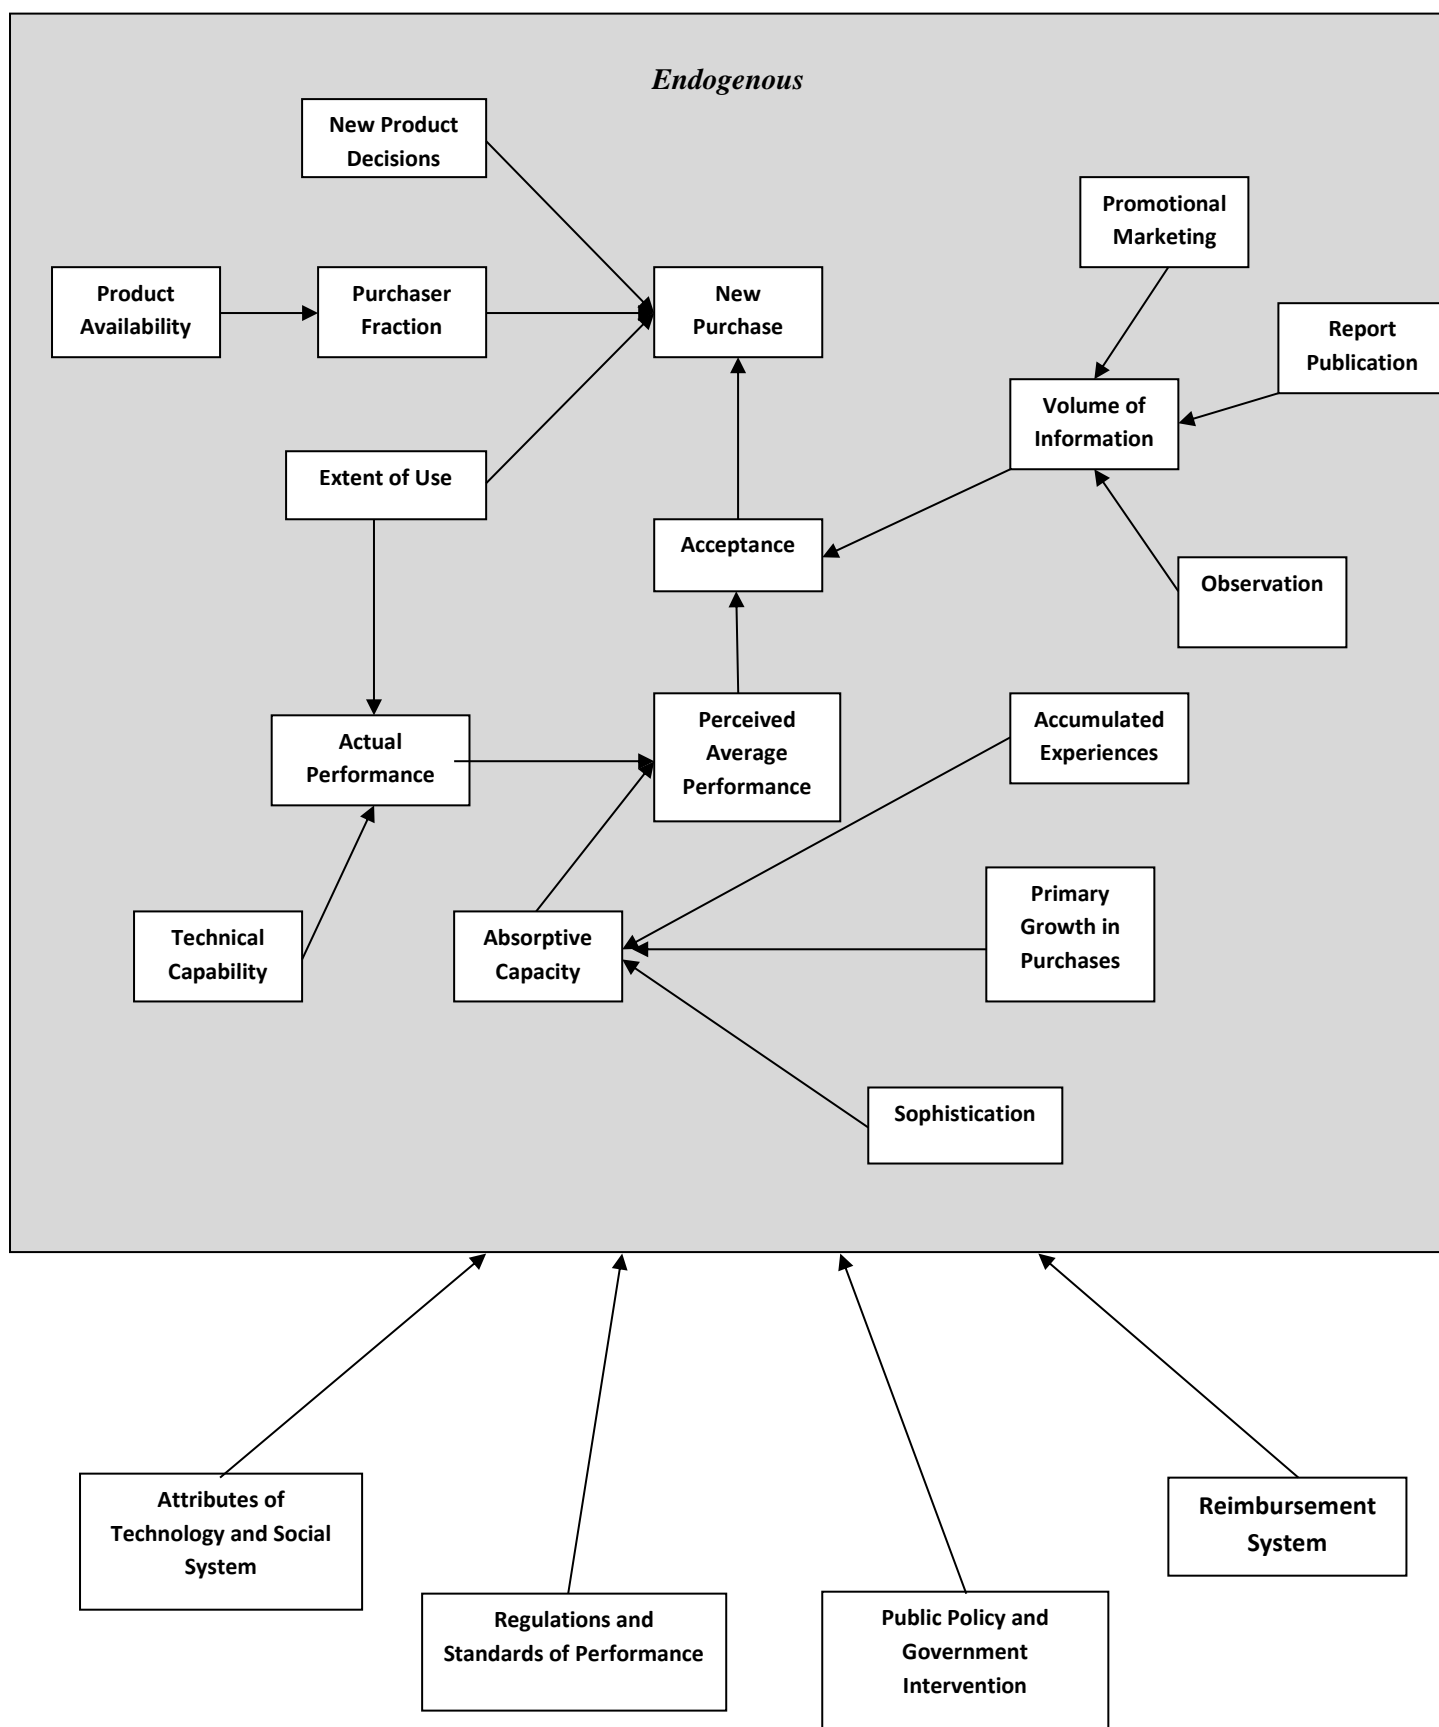 Endogenous
New Product
Decisions
Promotional
Marketing
Product
Availability
Purchaser
Fraction
New
Purchase
Report
Publication
Volume of
Information
Extent of Use
Acceptance
Observation
Actual
Performance
Perceived
Average
Performance
Accumulated
Experiences
Technical
Capability
Absorptive
Capacity
Primary
Growth in
Purchases
Sophistication
Attributes of
Technology and Social
System
Reimbursement
System
Regulations and
Standards of Performance
Public Policy and
Government
Intervention